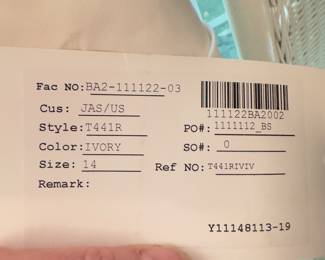 Fac NO: BA2-111122-03
111122BA2002
Cus: JAS/US
Style: T441R
PO#: 1111112_BS
Color: IVORY
SO#: 0
Size: 14
Ref NO: T441RIVIV
Remark:
Y11148113-19